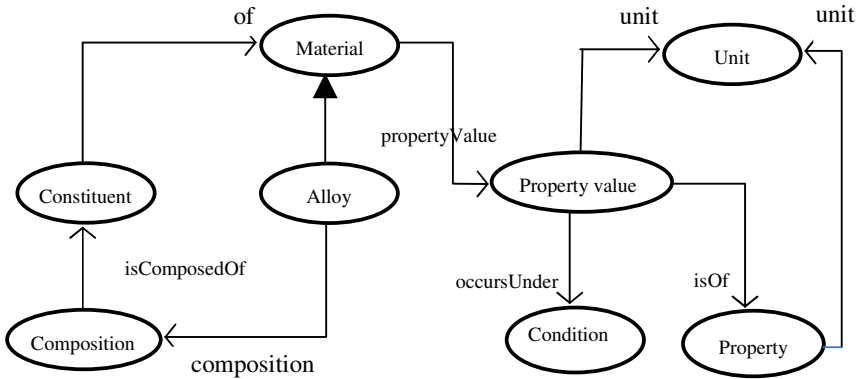 of
unit
unit
Material
Unit
propertyValue
Constituent
Alloy
Property value
isComposedOf
occursUnder
isOf
Composition
Condition
Property
composition